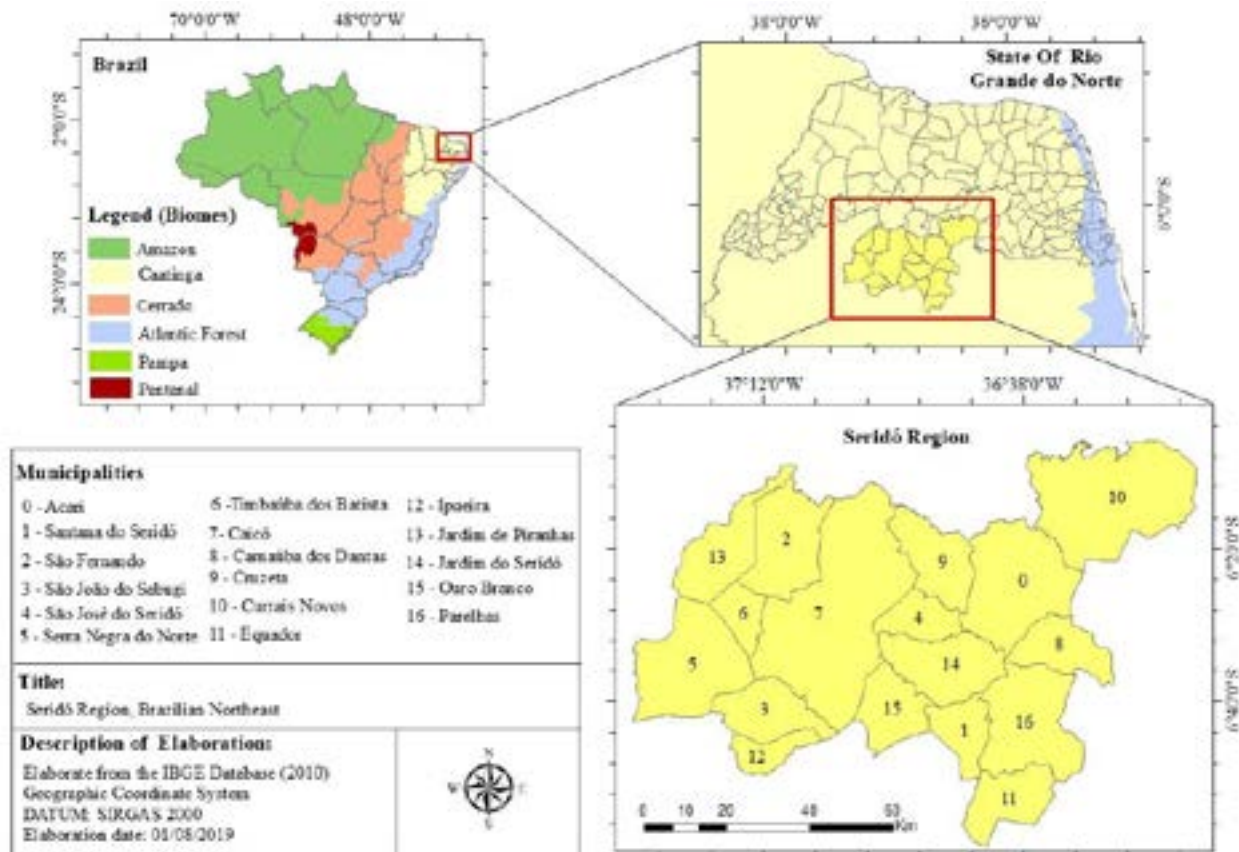 70°0'0"W 48°0'0"W
Brazil
2°0'0"S
24°0'0"S
Legend (Biomes)
Amazon
Caatinga
Cerrado
Atlantic Forest
Pampa
Pantanal
38°0'0"W 36°0'0"W
State Of Rio
Grande do Norte
37°12'0"W 36°38'0"W
Seridó Region
10
13
2
9
0
6
7
4
8
5
14
3
15
1
16
12
11
0 10 20 40 60
Km
Municipalities
0 - Acari
1 - Santana do Seridó
2 - São Fernando
3 - São João do Sabugi
4 - São José do Seridó
5 - Serra Negra do Norte
6 - Timbaúba dos Batista
7 - Caicó
8 - Carnaúba dos Dantas
9 - Cruzeta
10 - Currais Novos
11 - Equador
12 - Ipueira
13 - Jardim de Piranhas
14 - Jardim do Seridó
15 - Ouro Branco
16 - Parelhas
Title:
Seridó Region, Brazilian Northeast
Description of Elaborations:
Elaborate from the IBGE Database (2010)
Geographic Coordinate System
DATUM: SIRGAS 2000
Elaboration date: 08/2019
N
W E
S